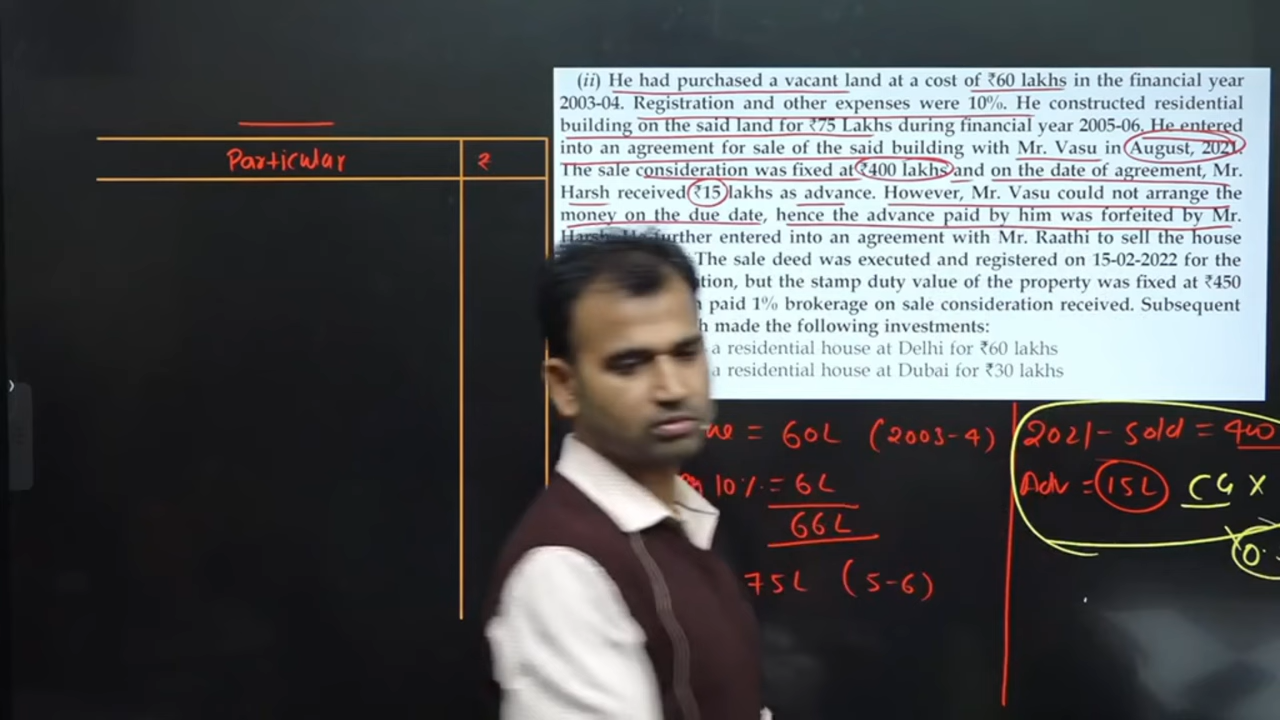 (ii) He had purchased a vacant land at a cost of ₹60 lakhs in the financial year
2003-04. Registration and other expenses were 10%. He constructed residential
building on the said land for ₹75 Lakhs during financial year 2005-06. He entered
into an agreement for sale of the said building with Mr. Vasu in August, 2021.
The sale consideration was fixed at ₹400 lakhs and on the date of agreement, Mr.
Harsh received ₹15 lakhs as advance. However, Mr. Vasu could not arrange the
money on the due date, hence the advance paid by him was forfeited by Mr.
Harsh. He further entered into an agreement with Mr. Raathi to sell the house
The sale deed was executed and registered on 15-02-2022 for the
but the stamp duty value of the property was fixed at ₹450
paid 1% brokerage on sale consideration received. Subsequent
made the following investments:
a residential house at Delhi for ₹60 lakhs
a residential house at Dubai for ₹30 lakhs
Particular ₹
= 60L (2003-4)
10% = 6L
66L
75L (5-6)
2021 - Sold = 400
Adv = 15L CG X